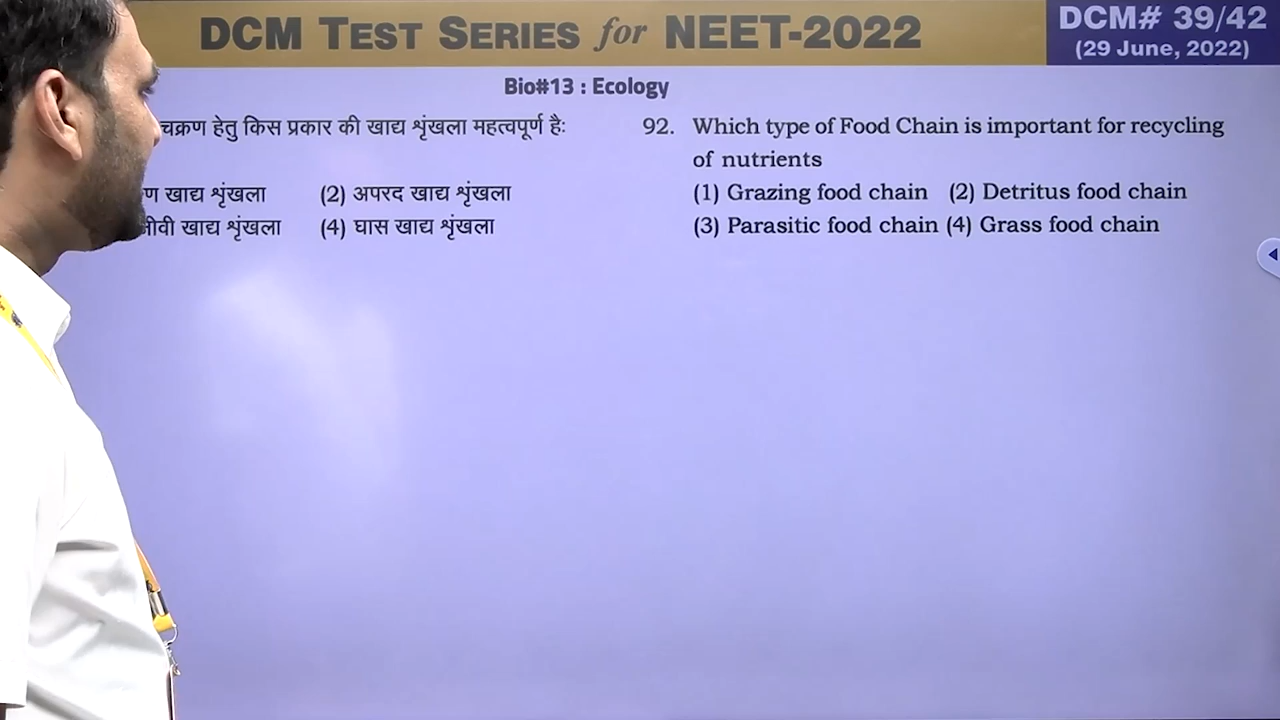 DCM TEST SERIES for NEET-2022
DCM# 39/42
(29 June, 2022)
Bio#13 : Ecology
हेतु किस प्रकार की खाद्य शृंखला महत्वपूर्ण है:
खाद्य शृंखला (2) अपरद खाद्य शृंखला
खाद्य शृंखला (4) घास खाद्य शृंखला
92. Which type of Food Chain is important for recycling
of nutrients
(1) Grazing food chain (2) Detritus food chain
(3) Parasitic food chain (4) Grass food chain